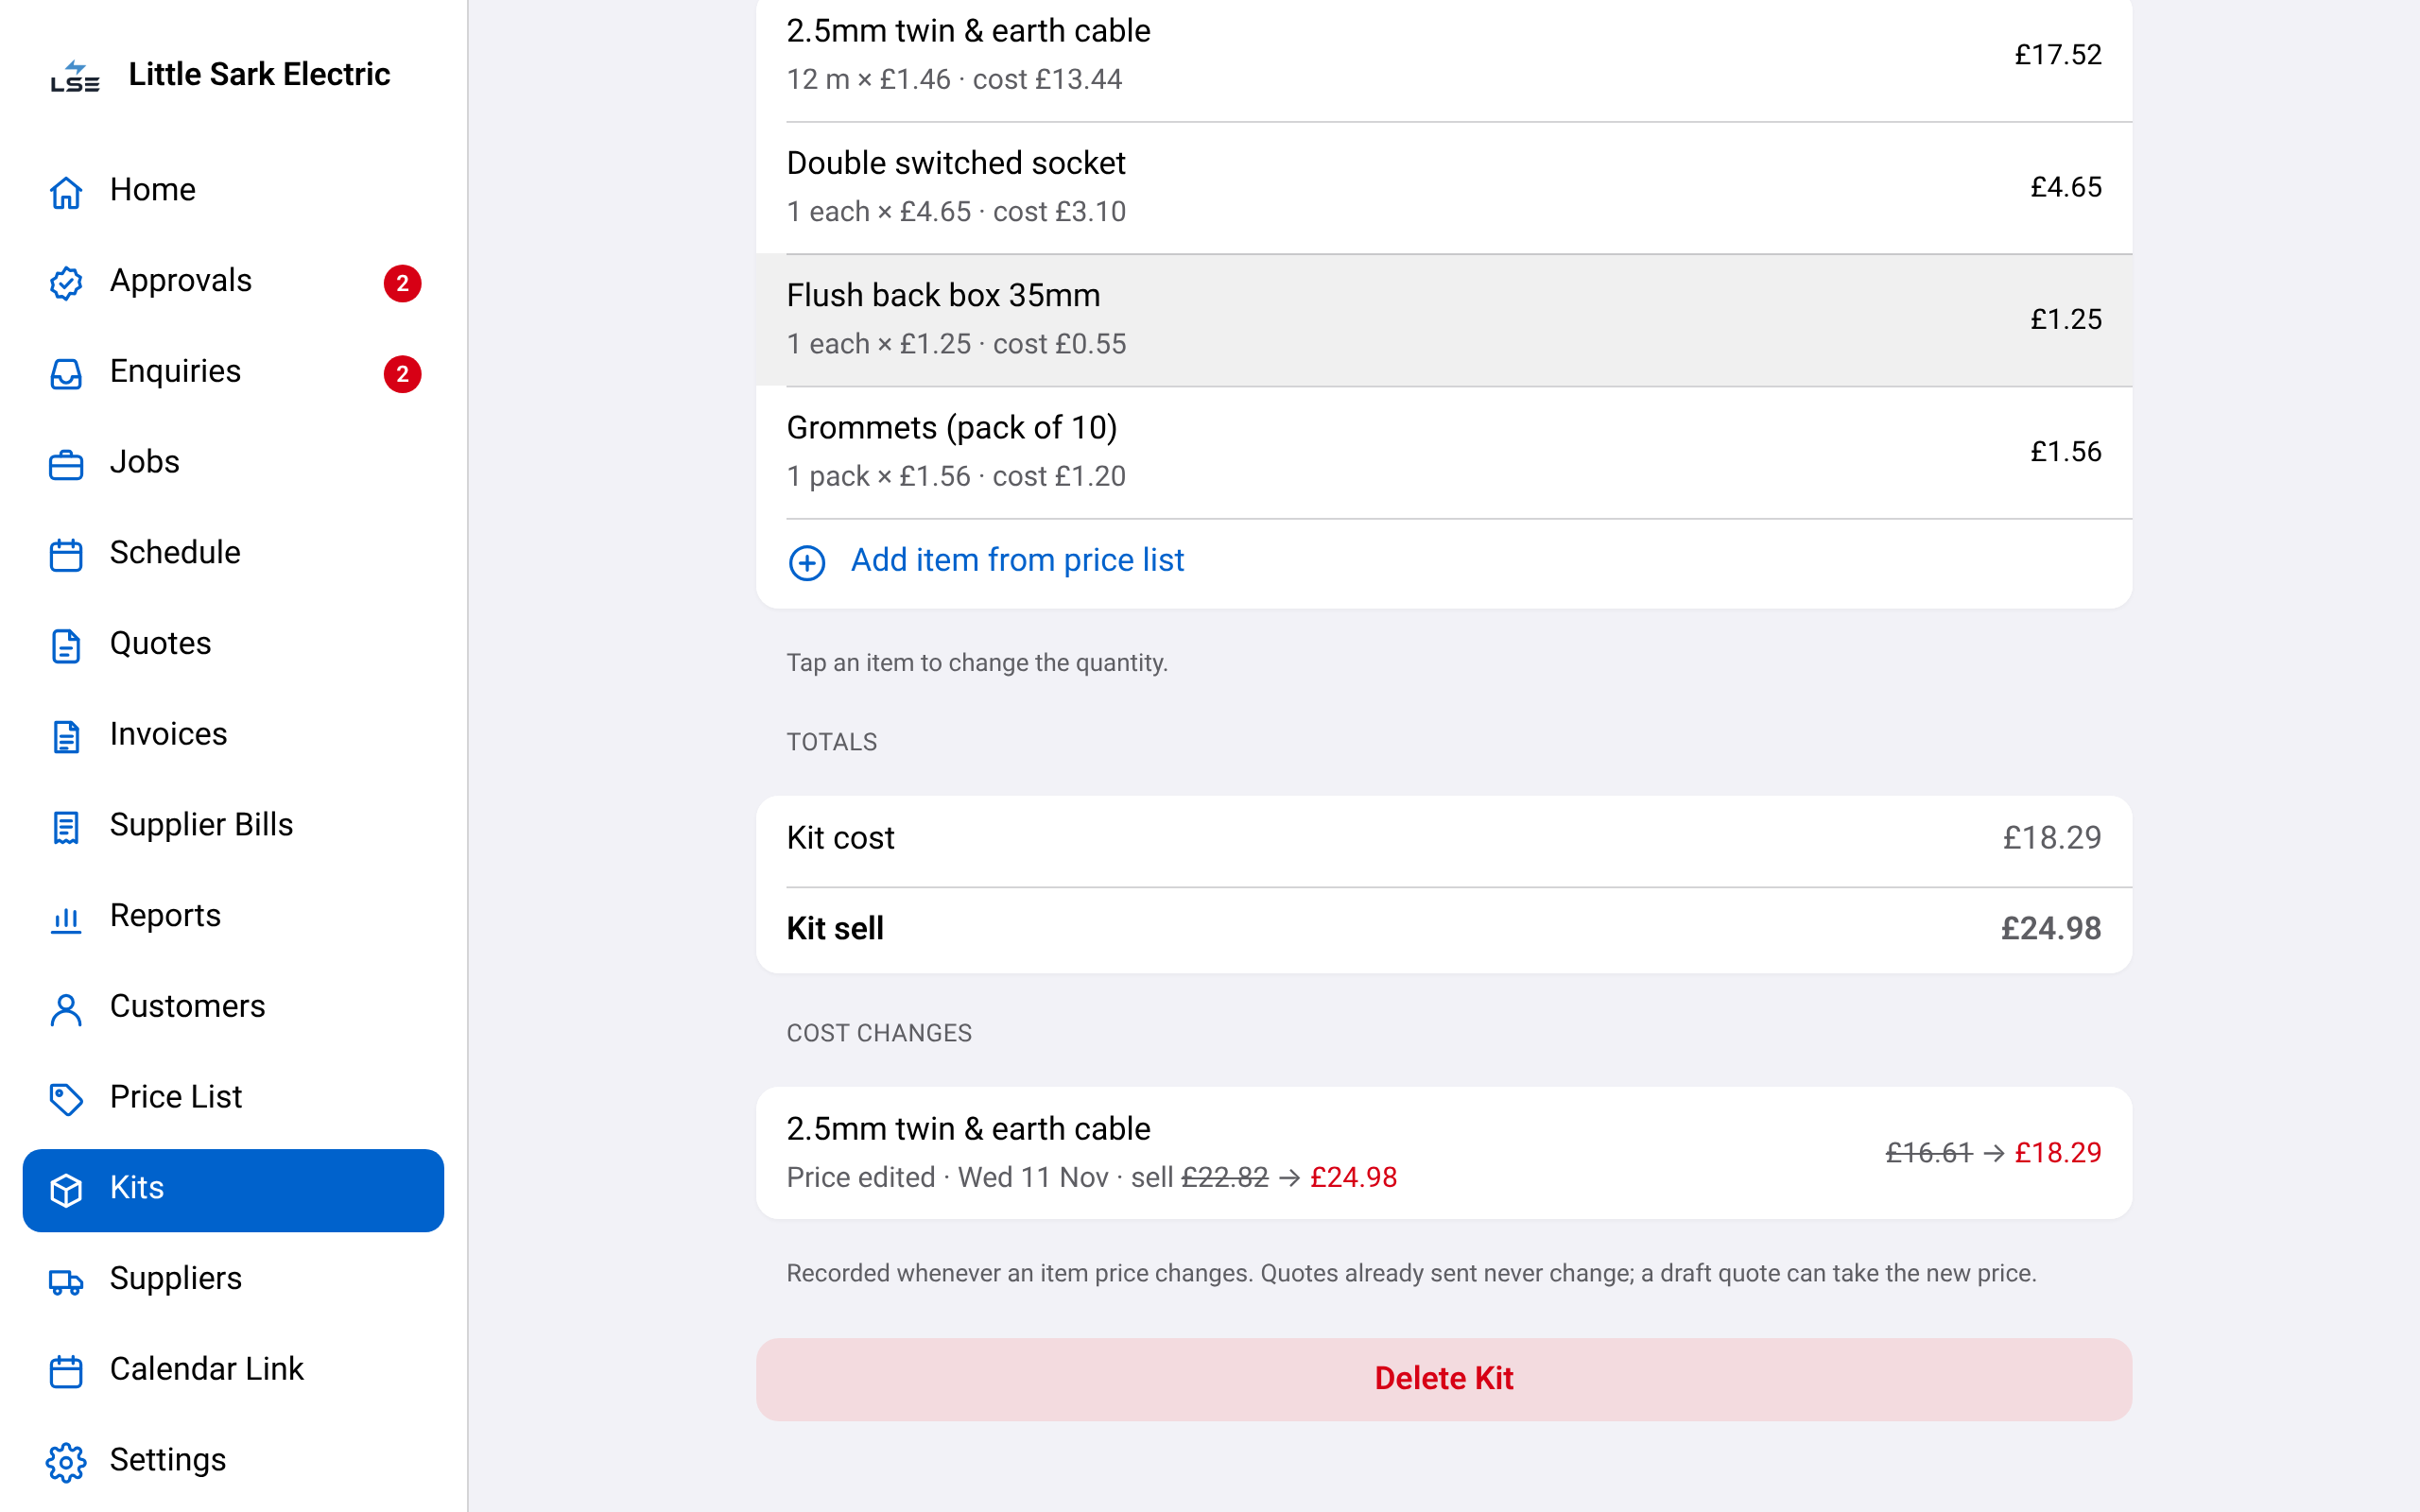 LSE Little Sark Electric
Home
Approvals 2
Enquiries 2
Jobs
Schedule
Quotes
Invoices
Supplier Bills
Reports
Customers
Price List
Kits
Suppliers
Calendar Link
Settings
2.5mm twin & earth cable
12 m × £1.46 · cost £13.44
£17.52
Double switched socket
1 each × £4.65 · cost £3.10
£4.65
Flush back box 35mm
1 each × £1.25 · cost £0.55
£1.25
Grommets (pack of 10)
1 pack × £1.56 · cost £1.20
£1.56
Add item from price list
Tap an item to change the quantity.
TOTALS
Kit cost £18.29
Kit sell £24.98
COST CHANGES
2.5mm twin & earth cable
Price edited · Wed 11 Nov · sell £22.82 → £24.98
£16.61 → £18.29
Recorded whenever an item price changes. Quotes already sent never change; a draft quote can take the new price.
Delete Kit